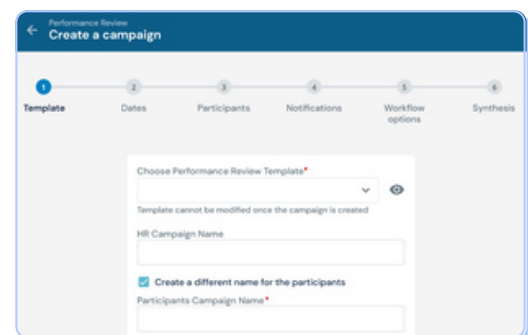 Performance Review
Create a campaign
1 2 3 4 5 6
Template Dates Participants Notifications Workflow options Synthesis
Choose Performance Review Template*
Template cannot be modified once the campaign is created
HR Campaign Name
Create a different name for the participants
Participants Campaign Name*